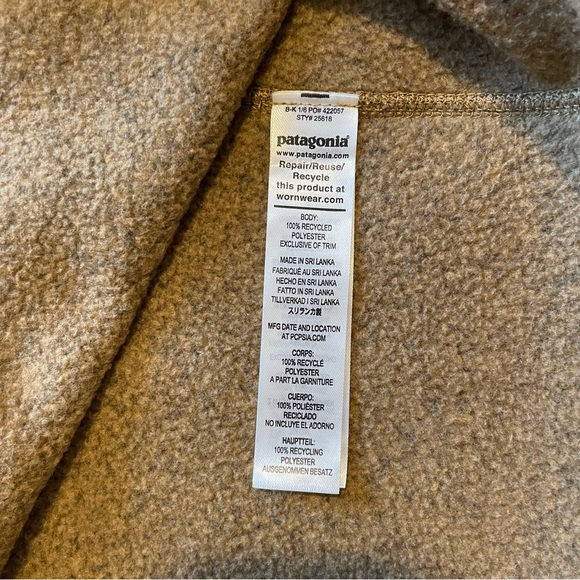 B-K 1/6 PO# 422057
STY# 25618
patagonia®
www.patagonia.com
Repair/Reuse/
Recycle
this product at
wornwear.com
BODY:
100% RECYCLED
POLYESTER
EXCLUSIVE OF TRIM
MADE IN SRI LANKA
FABRIQUÉ AU SRI LANKA
HECHO EN SRI LANKA
FATTO IN SRI LANKA
TILLVERKAD I SRI LANKA
スリランカ製
MFG DATE AND LOCATION
AT PCPSIA.COM
CORPS:
100% RECYCLÉ
POLYESTER
A PART LA GARNITURE
CUERPO:
100% POLIÉSTER
RECICLADO
NO INCLUYE EL ADORNO
HAUPTTEIL:
100% RECYCLING
POLYESTER
AUSGENOMMEN BESATZ